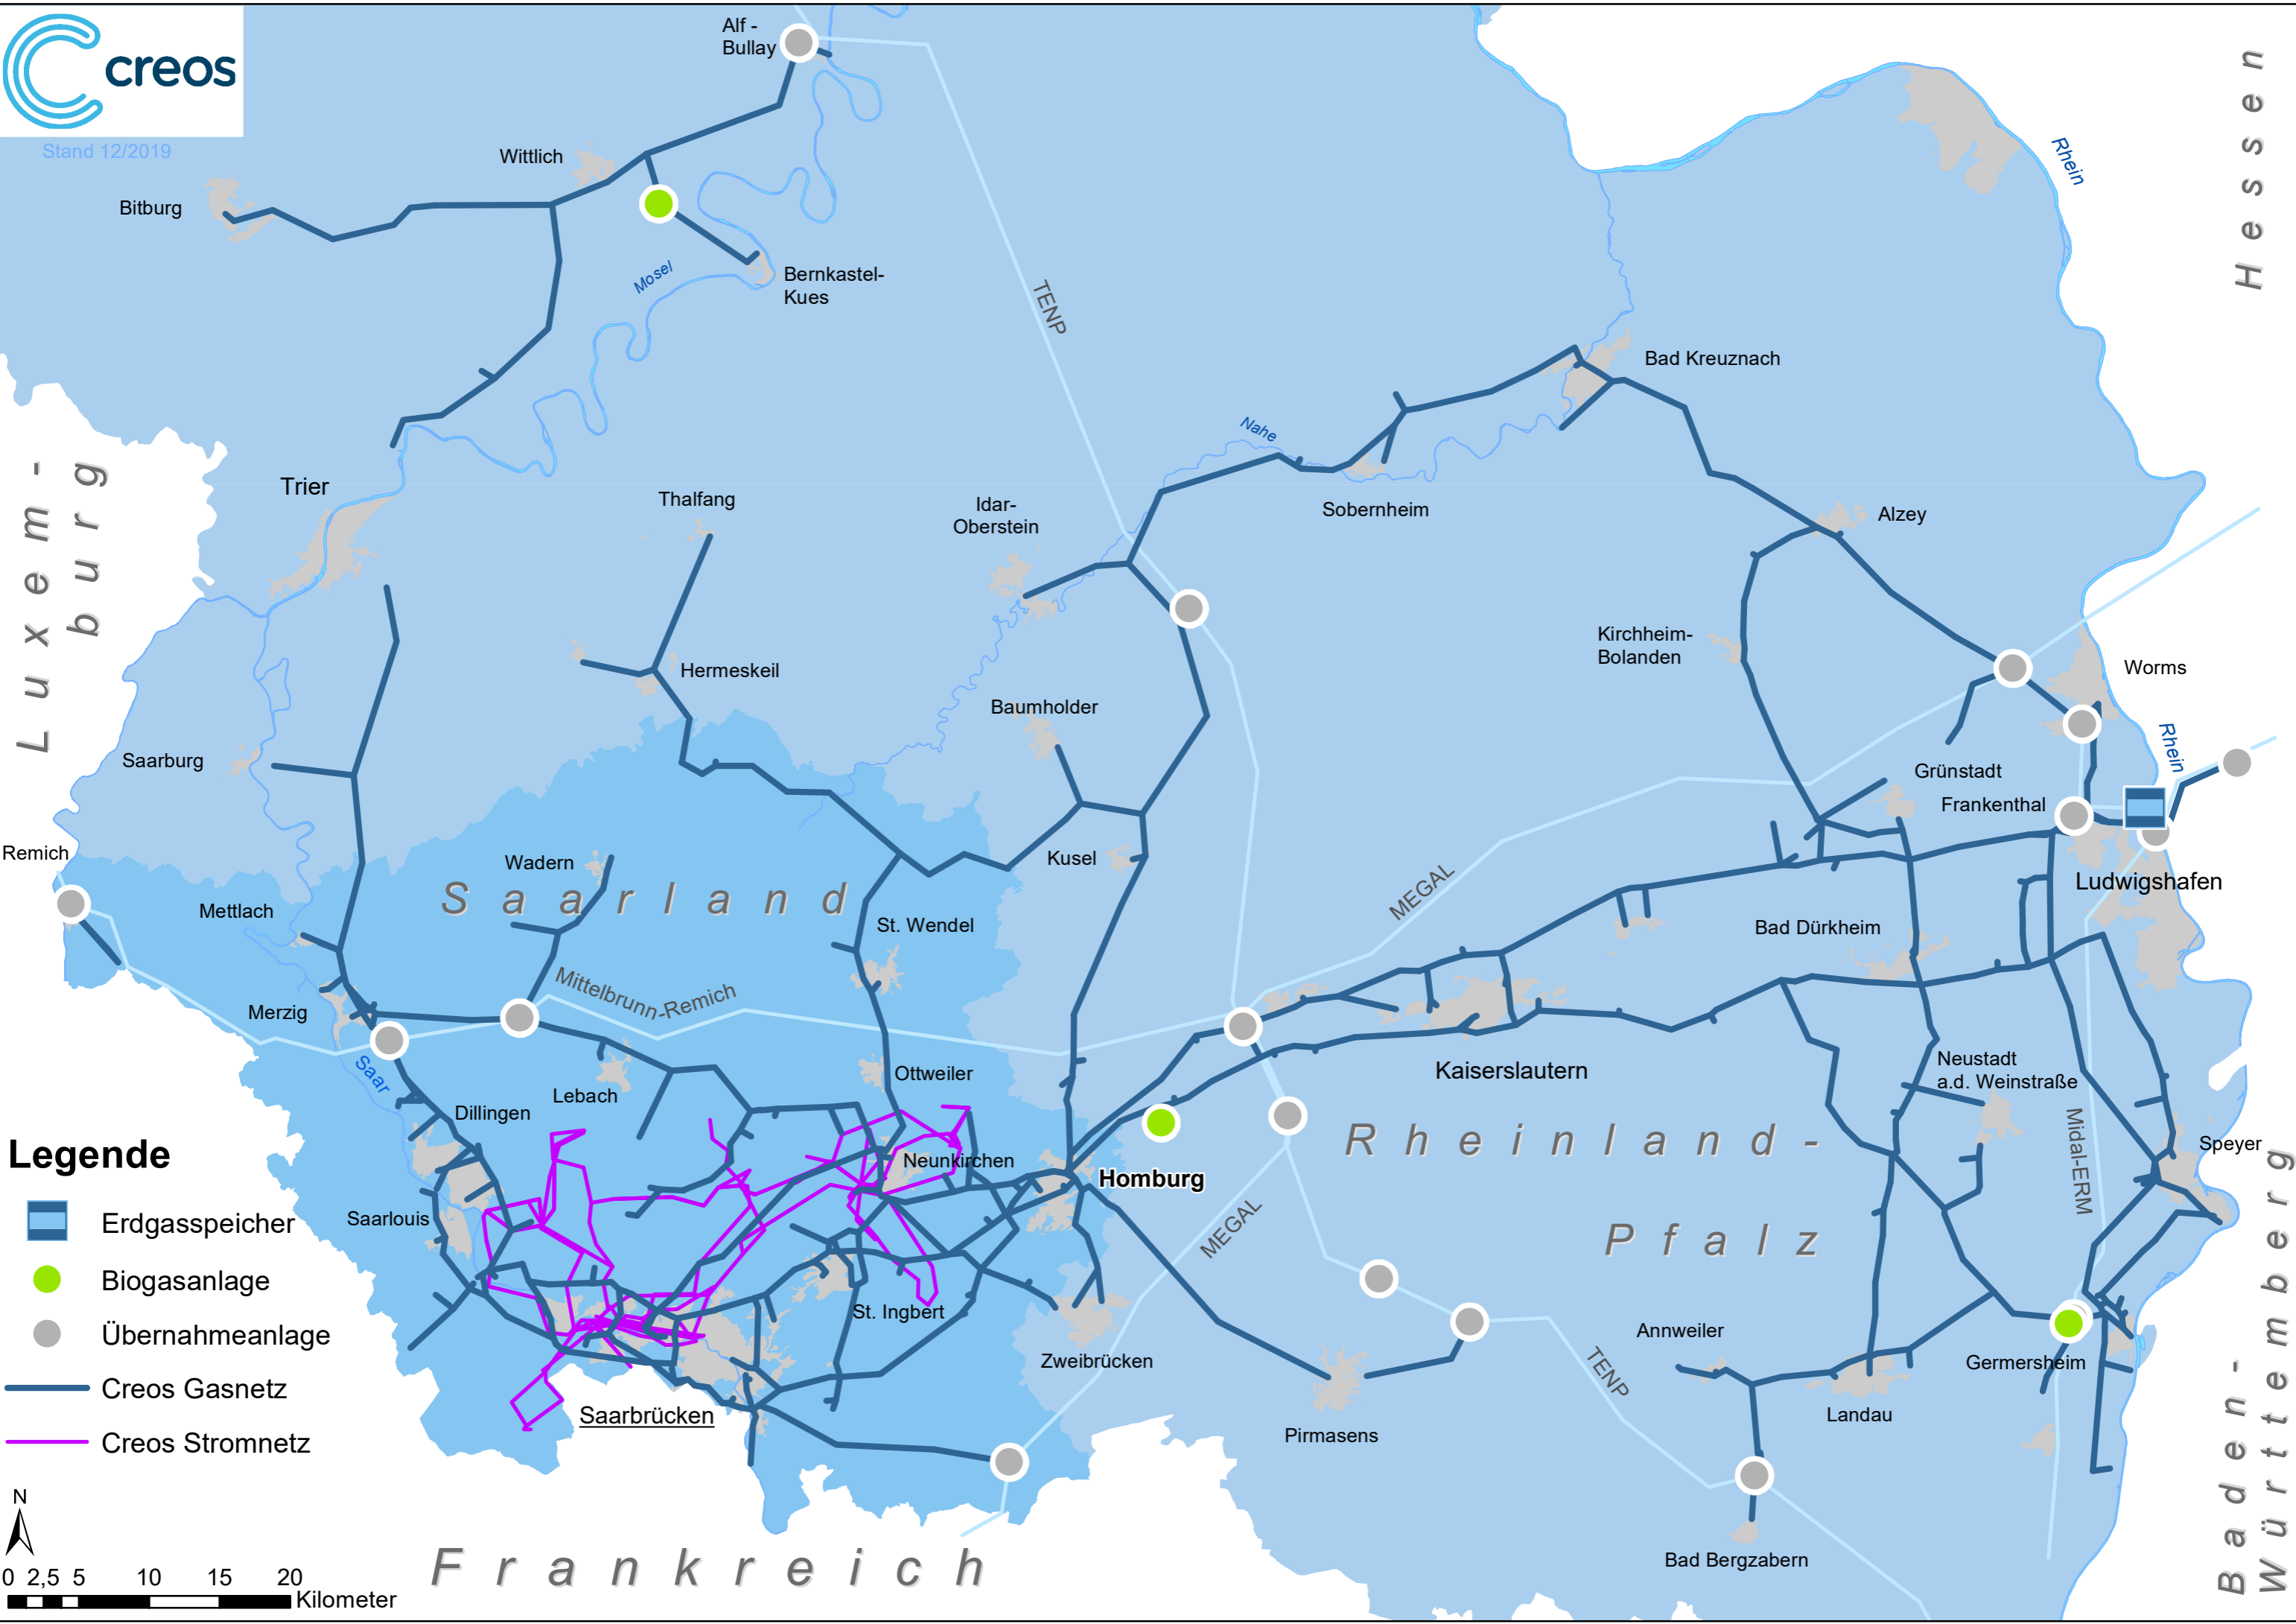 creos
Stand 12/2019
Alf -
Bullay
Wittlich
Bitburg
Bernkastel-
Kues
Mosel
TENP
Rhein
Hessen
Bad Kreuznach
Nahe
Luxem-
burg
Trier
Thalfang
Idar-
Oberstein
Sobernheim
Alzey
Hermeskeil
Kirchheim-
Bolanden
Worms
Baumholder
Saarburg
Rhein
Grünstadt
Frankenthal
Remich
Wadern
Kusel
Ludwigshafen
Saarland
MEGAL
Mettlach
St. Wendel
Bad Dürkheim
Mittelbrunn-Remich
Merzig
Saar
Ottweiler
Kaiserslautern
Neustadt
a.d. Weinstraße
Lebach
Dillingen
Rheinland-
Pfalz
Midal-ERM
Speyer
Neunkirchen
Homburg
Saarlouis
MEGAL
St. Ingbert
Zweibrücken
Annweiler
TENP
Germersheim
Saarbrücken
Landau
Pirmasens
Bad Bergzabern
Baden-
Württemberg
Frankreich
Legende
Erdgasspeicher
Biogasanlage
Übernahmeanlage
Creos Gasnetz
Creos Stromnetz
N
0 2,5 5 10 15 20
Kilometer